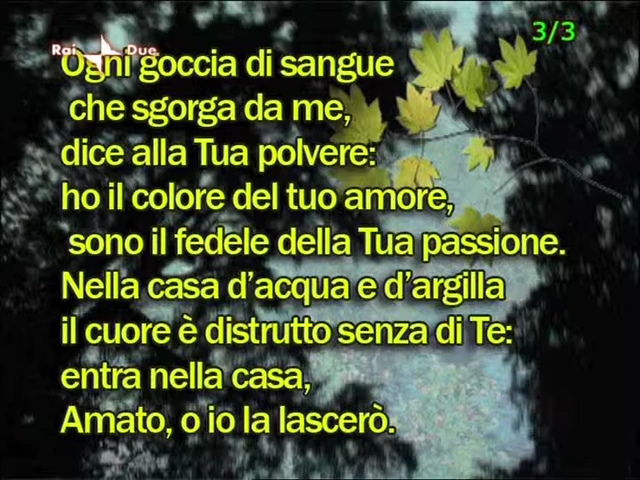 3/3
Rai Due
Ogni goccia di sangue
che sgorga da me,
dice alla Tua polvere:
ho il colore del tuo amore,
sono il fedele della Tua passione.
Nella casa d’acqua e d’argilla
il cuore è distrutto senza di Te:
entra nella casa,
Amato, o io la lascerò.